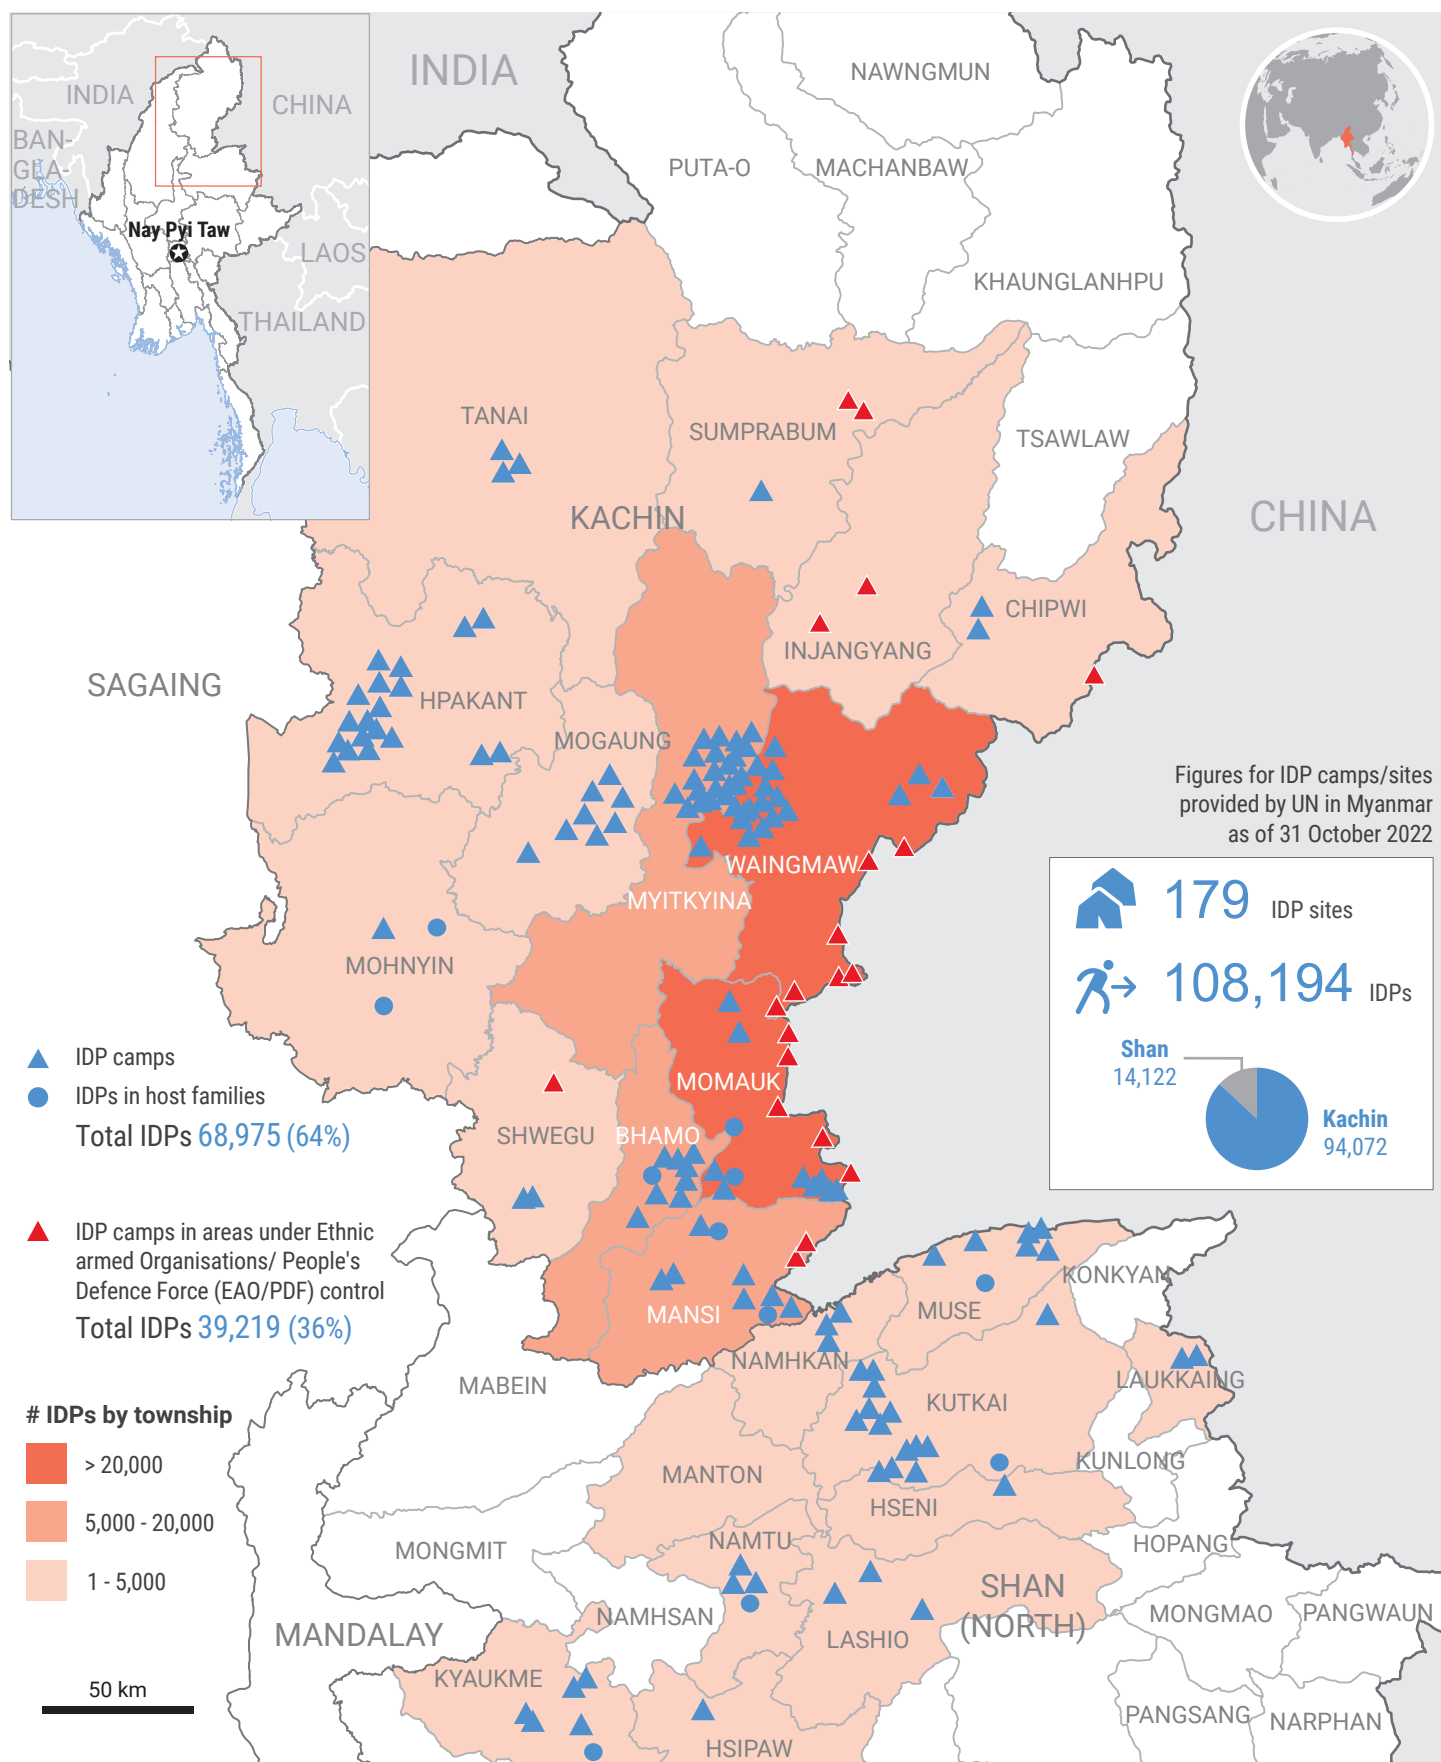 INDIA
CHINA
BAN-
GLA-
DESH
Nay Pyi Taw
LAOS
THAILAND
INDIA
NAWNGMUN
PUTA-O
MACHANBAW
KHAUNGLANHPU
TANAI
SUMPRABUM
TSAWLAW
KACHIN
CHINA
CHIPWI
INJANGYANG
SAGAING
HPAKANT
MOGAUNG
WAINGMAW
MYITKYINA
MOHNYIN
MOMAUK
SHWEGU
BHAMO
MANSI
Figures for IDP camps/sites
provided by UN in Myanmar
as of 31 October 2022
179 IDP sites
108,194 IDPs
Shan
14,122
Kachin
94,072
IDP camps
IDPs in host families
Total IDPs 68,975 (64%)
IDP camps in areas under Ethnic
armed Organisations/ People's
Defence Force (EAO/PDF) control
Total IDPs 39,219 (36%)
# IDPs by township
> 20,000
5,000 - 20,000
1 - 5,000
50 km
KONKYAN
MUSE
NAMHKAN
LAUKKAING
MABEIN
KUTKAI
KUNLONG
MANTON
HSENI
NAMTU
HOPANG
MONGMIT
SHAN
(NORTH)
NAMHSAN
MONGMAO
PANGWAUN
MANDALAY
LASHIO
KYAUKME
PANGSANG
NARPHAN
HSIPAW